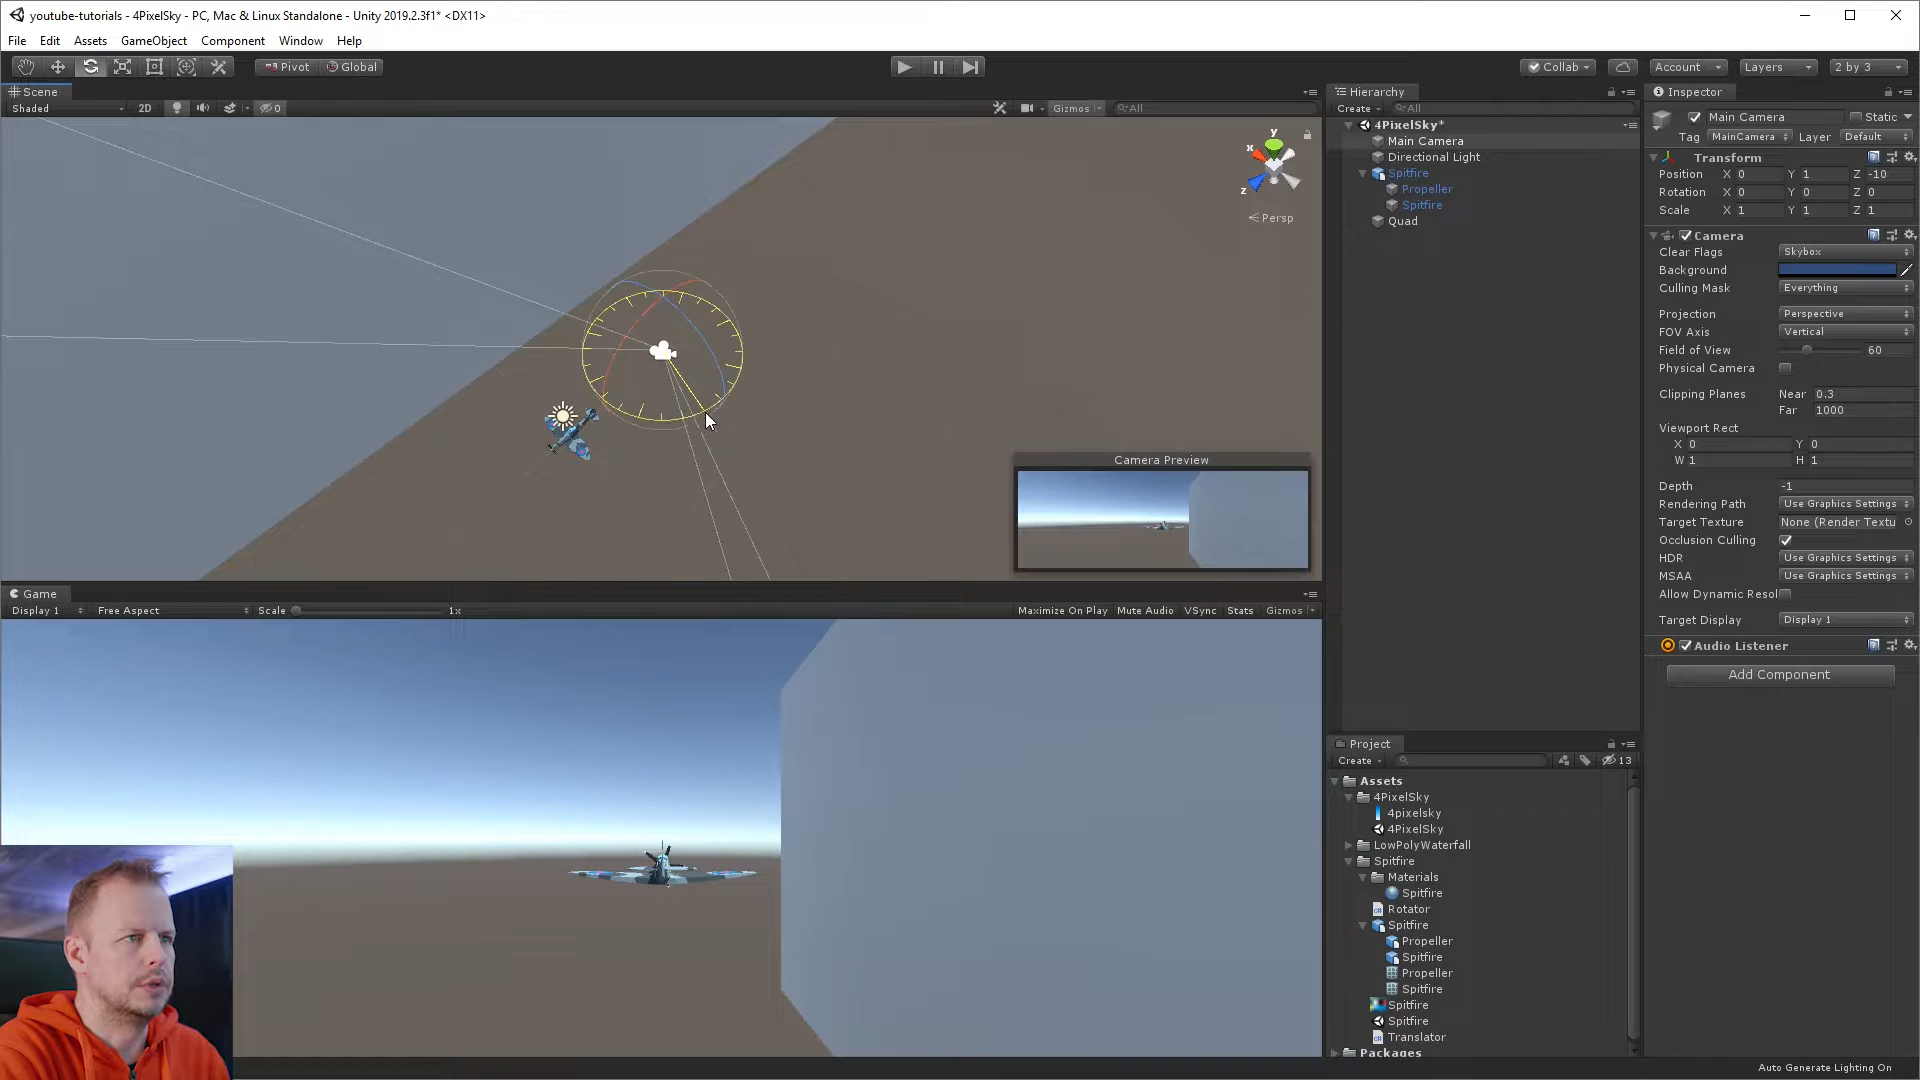 youtube-tutorials - 4PixelSky - PC, Mac & Linux Standalone - Unity 2019.2.3f1* <DX11>
File Edit Assets GameObject Component Window Help
Pivot Global
Collab Account Layers 2 by 3
Scene
Shaded 2D 0 Gizmos All
y
x
z
Persp
Camera Preview
Game
Display 1 Free Aspect Scale 1x Maximize On Play Mute Audio VSync Stats Gizmos
Hierarchy
Create All
4PixelSky*
Main Camera
Directional Light
Spitfire
Propeller
Spitfire
Quad
Project
Create 13
Assets
4PixelSky
4pixelsky
4PixelSky
LowPolyWaterfall
Spitfire
Materials
Spitfire
Rotator
Spitfire
Propeller
Spitfire
Propeller
Spitfire
Spitfire
Spitfire
Translator
Packages
Inspector
Main Camera Static
Tag MainCamera Layer Default
Transform
Position X 0 Y 1 Z -10
Rotation X 0 Y 0 Z 0
Scale X 1 Y 1 Z 1
Camera
Clear Flags Skybox
Background
Culling Mask Everything
Projection Perspective
FOV Axis Vertical
Field of View 60
Physical Camera
Clipping Planes Near 0.3
Far 1000
Viewport Rect
X 0 Y 0
W 1 H 1
Depth -1
Rendering Path Use Graphics Settings
Target Texture None (Render Textu
Occlusion Culling
HDR Use Graphics Settings
MSAA Use Graphics Settings
Allow Dynamic Resol
Target Display Display 1
Audio Listener
Add Component
Auto Generate Lighting On